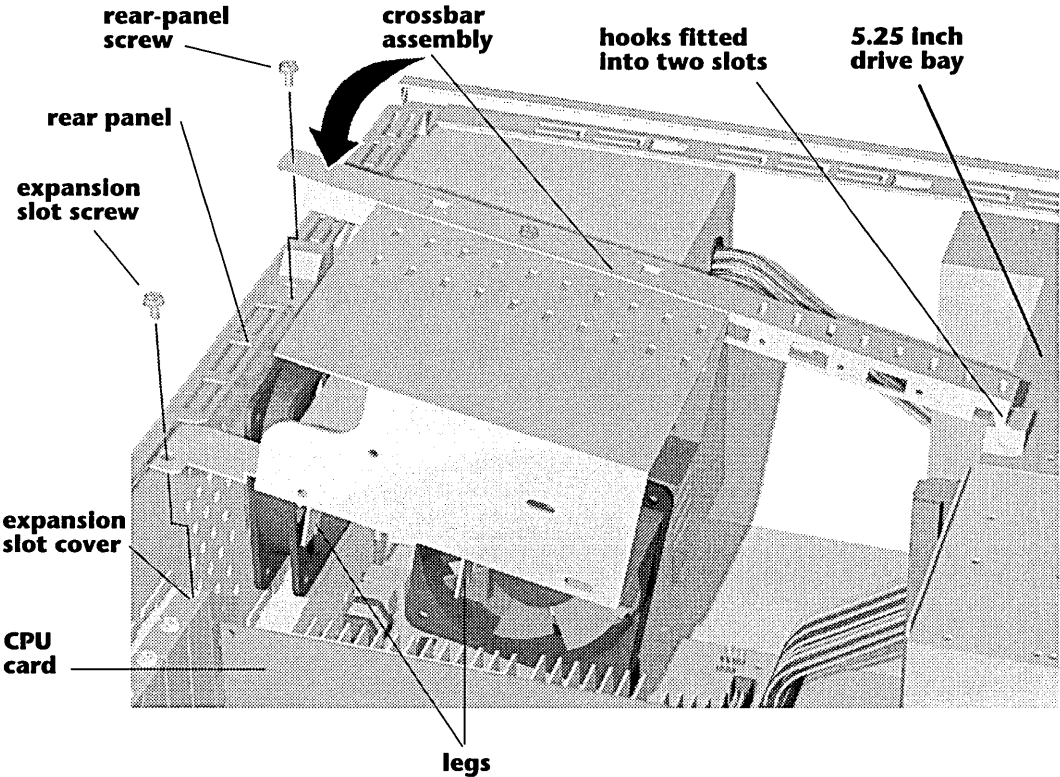 rear-panel
screw
crossbar
assembly
hooks fitted
into two slots
5.25 inch
drive bay
rear panel
expansion
slot screw
expansion
slot cover
CPU
card
legs